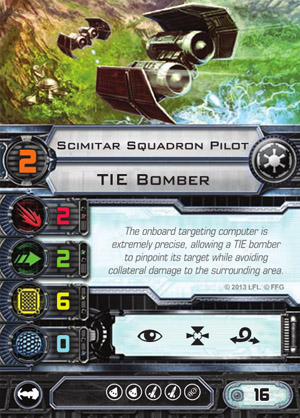 Scimitar Squadron Pilot
2
TIE Bomber
2
The onboard targeting computer is
extremely precise, allowing a TIE bomber
to pinpoint its target while avoiding
collateral damage to the surrounding area.
2
© 2013 LFL. © FFG
6
0
16